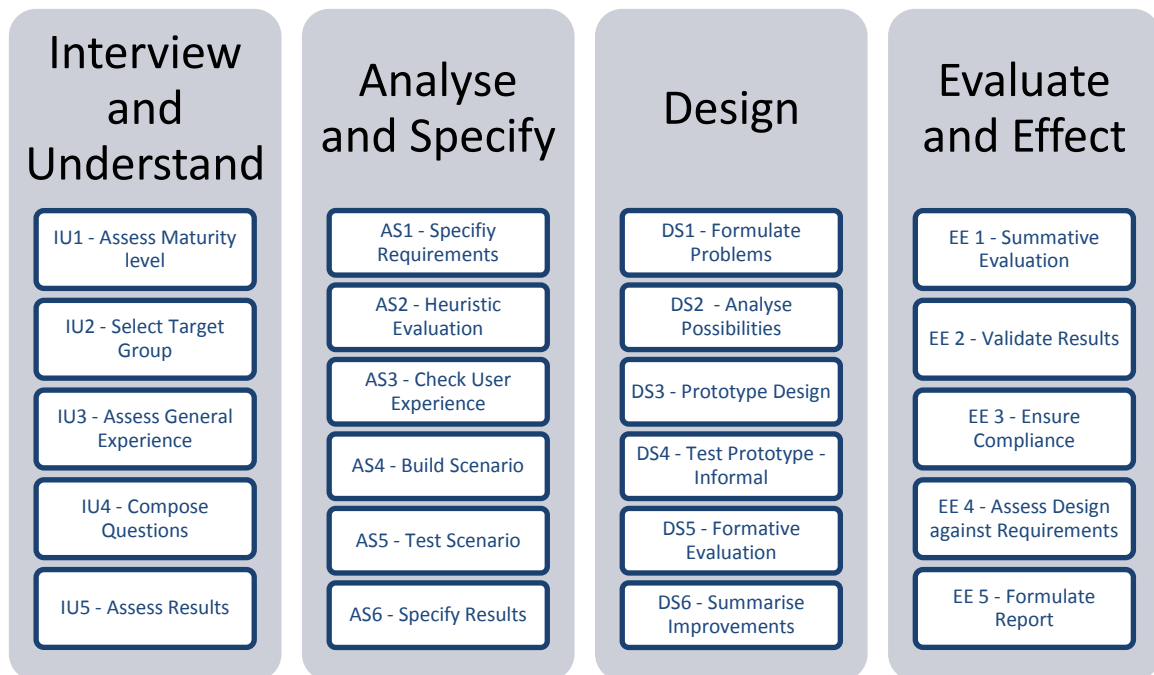 Interview
and
Understand
IU1 - Assess Maturity
level
IU2 - Select Target
Group
IU3 - Assess General
Experience
IU4 - Compose
Questions
IU5 - Assess Results
Analyse
and Specify
AS1 - Specifiy
Requirements
AS2 - Heuristic
Evaluation
AS3 - Check User
Experience
AS4 - Build Scenario
AS5 - Test Scenario
AS6 - Specify Results
Design
DS1 - Formulate
Problems
DS2 - Analyse
Possibilities
DS3 - Prototype Design
DS4 - Test Prototype -
Informal
DS5 - Formative
Evaluation
DS6 - Summarise
Improvements
Evaluate
and Effect
EE 1 - Summative
Evaluation
EE 2 - Validate Results
EE 3 - Ensure
Compliance
EE 4 - Assess Design
against Requirements
EE 5 - Formulate
Report